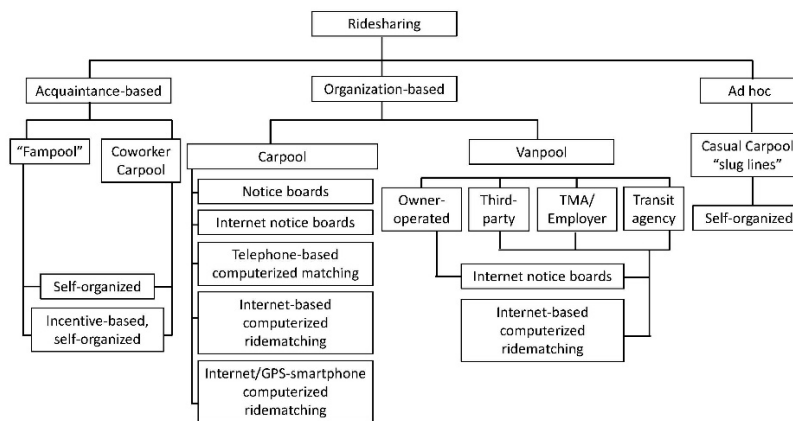 Ridesharing
Acquaintance-based
Organization-based
Ad hoc
"Fampool"
Coworker
Carpool
Carpool
Vanpool
Casual Carpool
"slug lines"
Notice boards
Internet notice boards
Telephone-based
computerized matching
Internet-based
computerized
ridematching
Internet/GPS-smartphone
computerized
ridematching
Owner-
operated
Third-
party
TMA/
Employer
Transit
agency
Self-organized
Self-organized
Incentive-based,
self-organized
Internet notice boards
Internet-based
computerized
ridematching